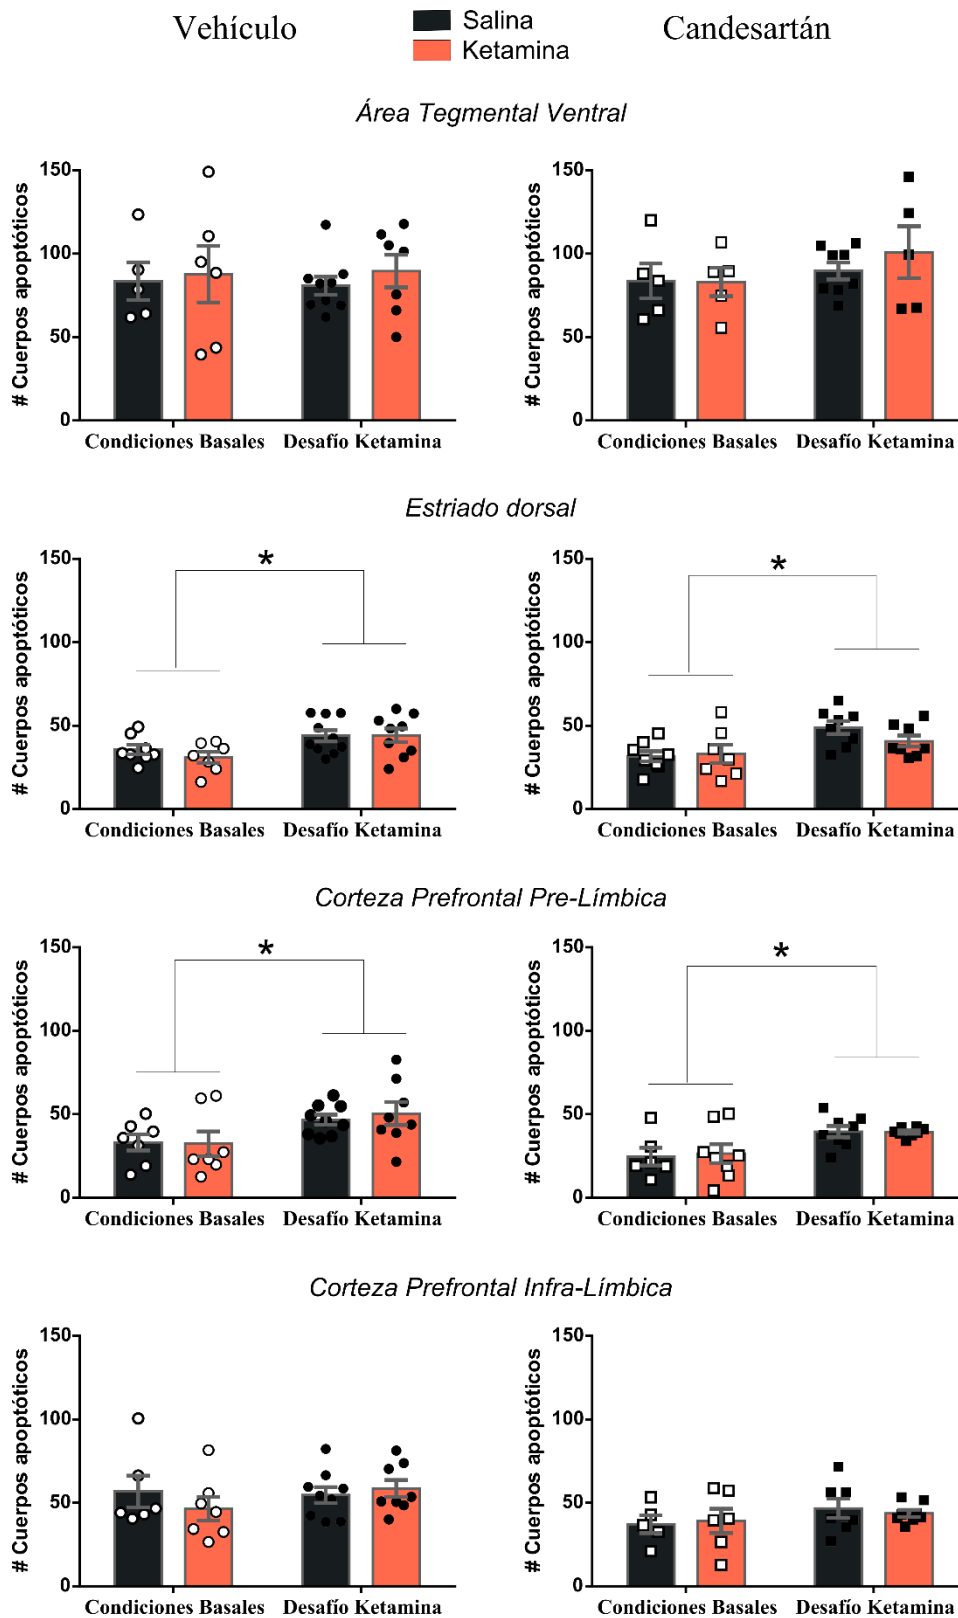 Vehículo
Salina
Ketamina
Candesartán
Área Tegmental Ventral
# Cuerpos apoptóticos
150
100
50
0
Condiciones Basales Desafío Ketamina
# Cuerpos apoptóticos
150
100
50
0
Condiciones Basales Desafío Ketamina
Estriado dorsal
# Cuerpos apoptóticos
150
100
50
0
*
Condiciones Basales Desafío Ketamina
# Cuerpos apoptóticos
150
100
50
0
*
Condiciones Basales Desafío Ketamina
Corteza Prefrontal Pre-Límbica
# Cuerpos apoptóticos
150
100
50
0
*
Condiciones Basales Desafío Ketamina
# Cuerpos apoptóticos
150
100
50
0
*
Condiciones Basales Desafío Ketamina
Corteza Prefrontal Infra-Límbica
# Cuerpos apoptóticos
150
100
50
0
Condiciones Basales Desafío Ketamina
# Cuerpos apoptóticos
150
100
50
0
Condiciones Basales Desafío Ketamina